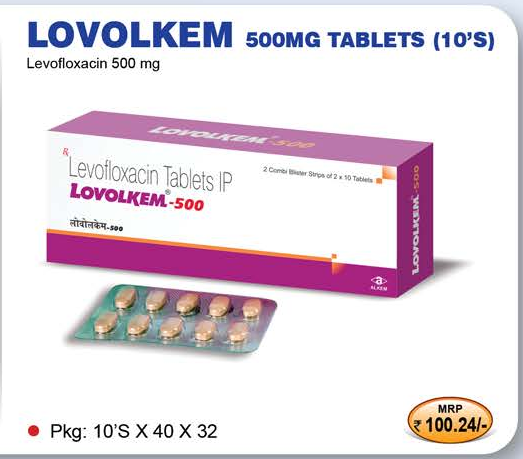 LOVOLKEM 500MG TABLETS (10'S)
Levofloxacin 500 mg
LOVOLKEM-500
Rx
Levofloxacin Tablets IP
2 Combi Blister Strips of 2 x 10 Tablets
LOVOLKEM®-500
लोवोलकेम-500
LOVOLKEM-500
ALKEM
Pkg: 10'S X 40 X 32
MRP
₹ 100.24/-